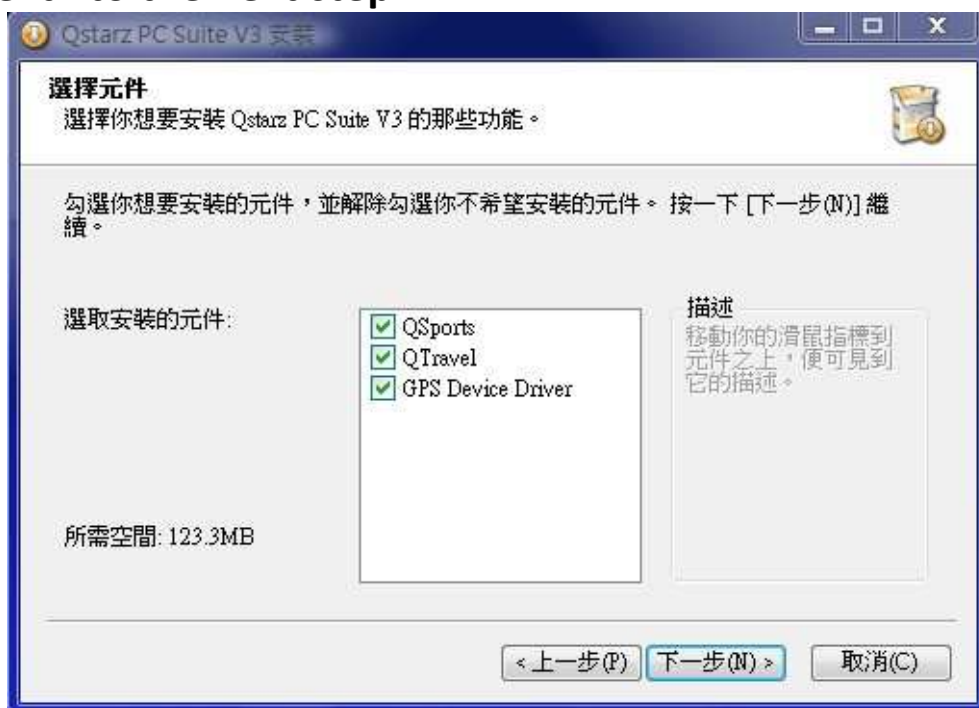 to the next step
Qstarz PC Suite V3 安裝
選擇元件
選擇你想要安裝 Qstarz PC Suite V3 的那些功能。
勾選你想要安裝的元件，並解除勾選你不希望安裝的元件。 按一下 [下一步(N)] 繼
續。
選取安裝的元件:
QSports
QTravel
GPS Device Driver
描述
移動你的滑鼠指標到
元件之上，便可見到
它的描述。
所需空間: 123.3MB
< 上一步(P)
下一步(N) >
取消(C)